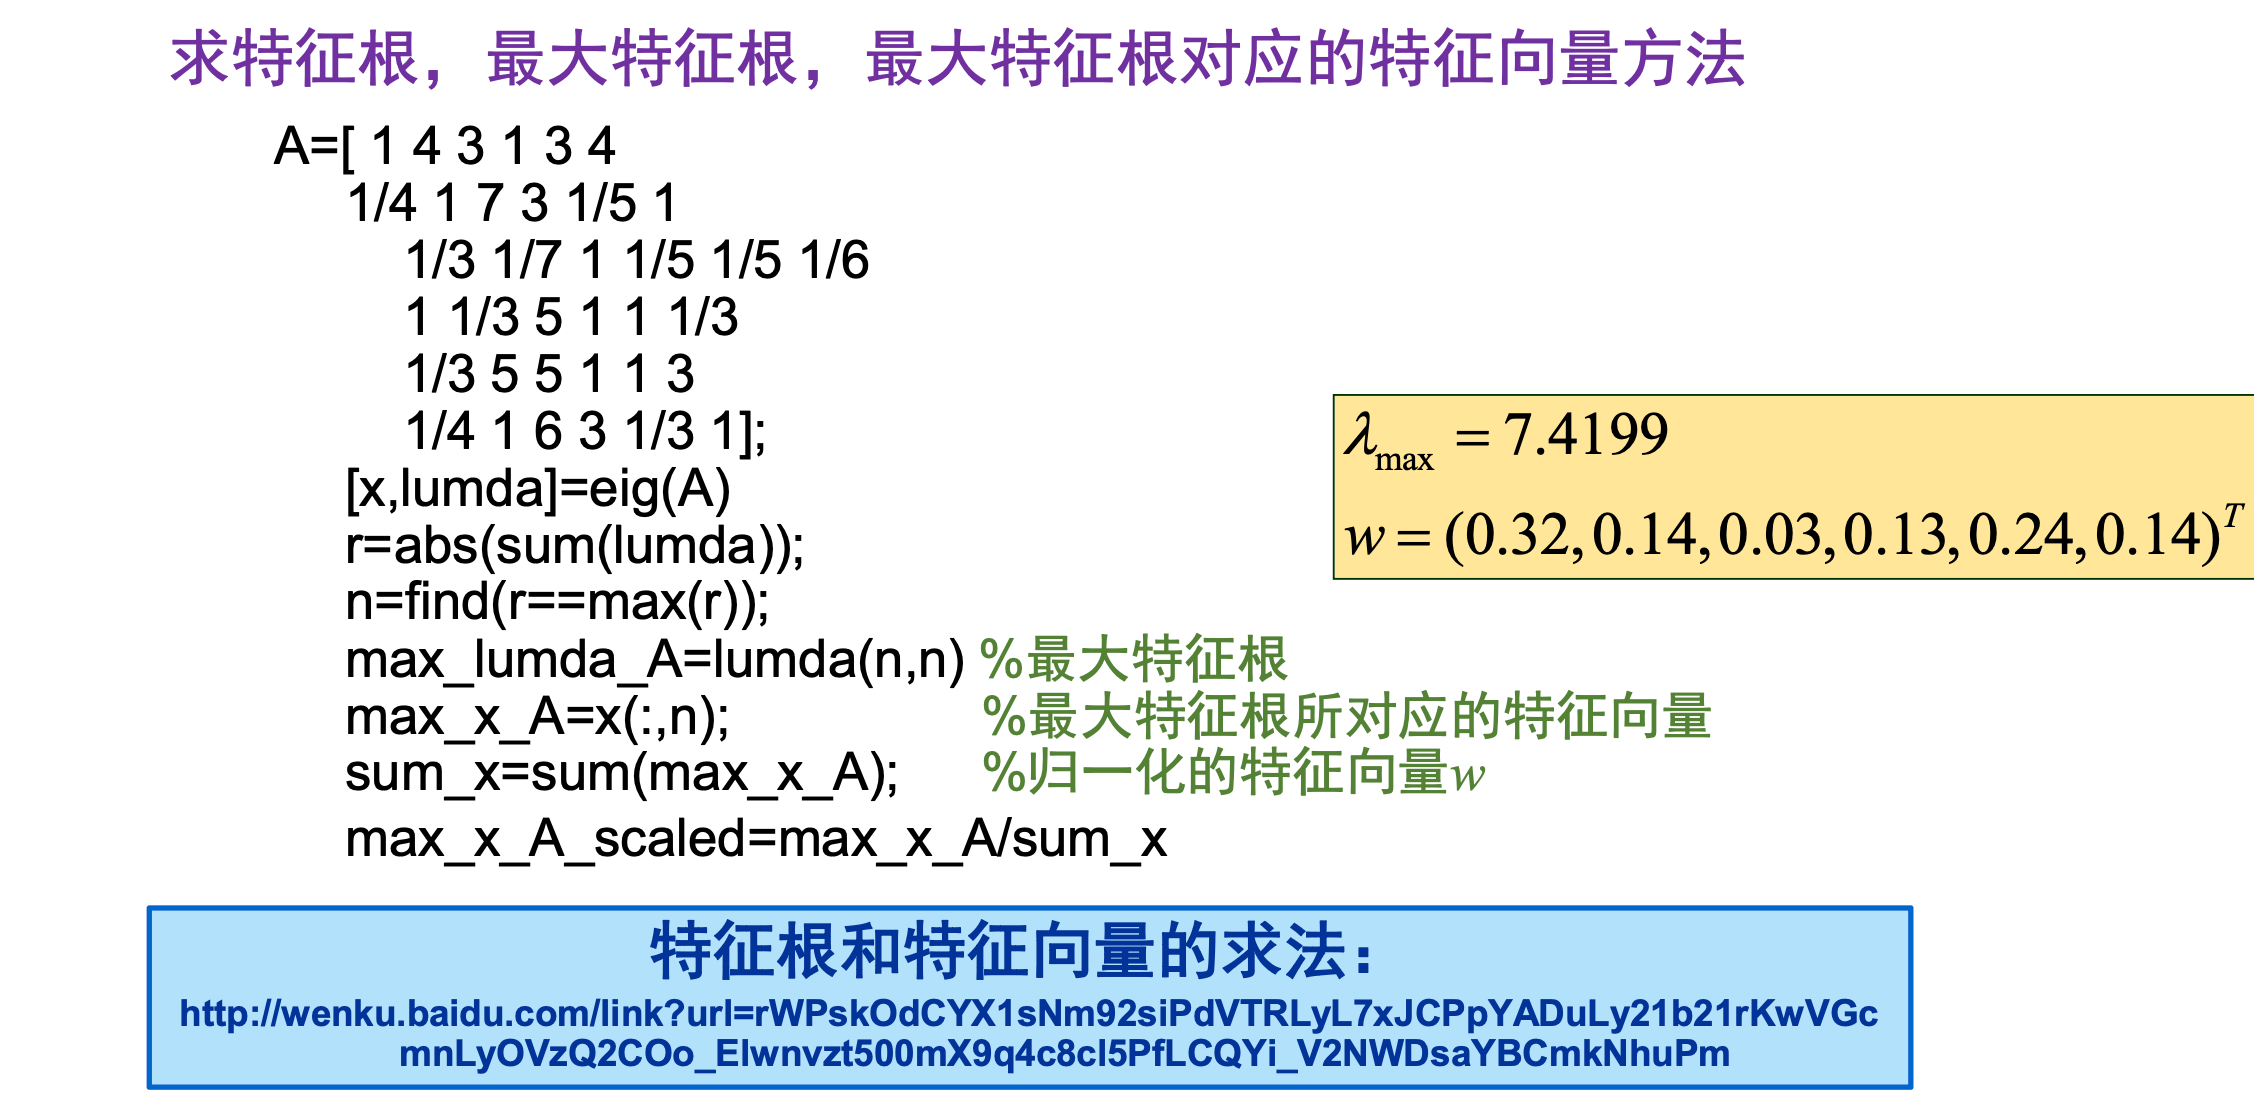 求特征根，最大特征根，最大特征根对应的特征向量方法
A=[ 1 4 3 1 3 4
1/4 1 7 3 1/5 1
1/3 1/7 1 1/5 1/5 1/6
1 1/3 5 1 1 1/3
1/3 5 5 1 1 3
1/4 1 6 3 1/3 1];
[x,lumda]=eig(A)
r=abs(sum(lumda));
n=find(r==max(r));
max_lumda_A=lumda(n,n) %最大特征根
max_x_A=x(:,n); %最大特征根所对应的特征向量
sum_x=sum(max_x_A); %归一化的特征向量w
max_x_A_scaled=max_x_A/sum_x
λmax = 7.4199
w = (0.32, 0.14, 0.03, 0.13, 0.24, 0.14)^T
特征根和特征向量的求法：
http://wenku.baidu.com/link?url=rWPskOdCYX1sNm92siPdVTRLyL7xJCPpYADuLy21b21rKwVGc
mnLyOVzQ2COo_Elwnvzt500mX9q4c8cI5PfLCQYi_V2NWDsaYBCmkNhuPm